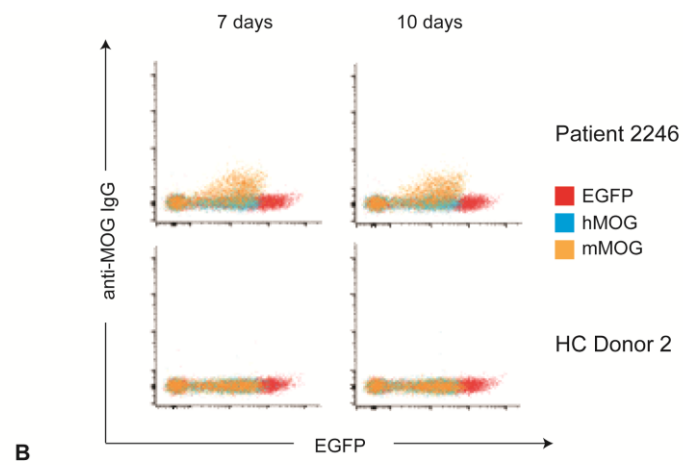 7 days
10 days
anti-MOG IgG
Patient 2246
EGFP
hMOG
mMOG
HC Donor 2
EGFP
B